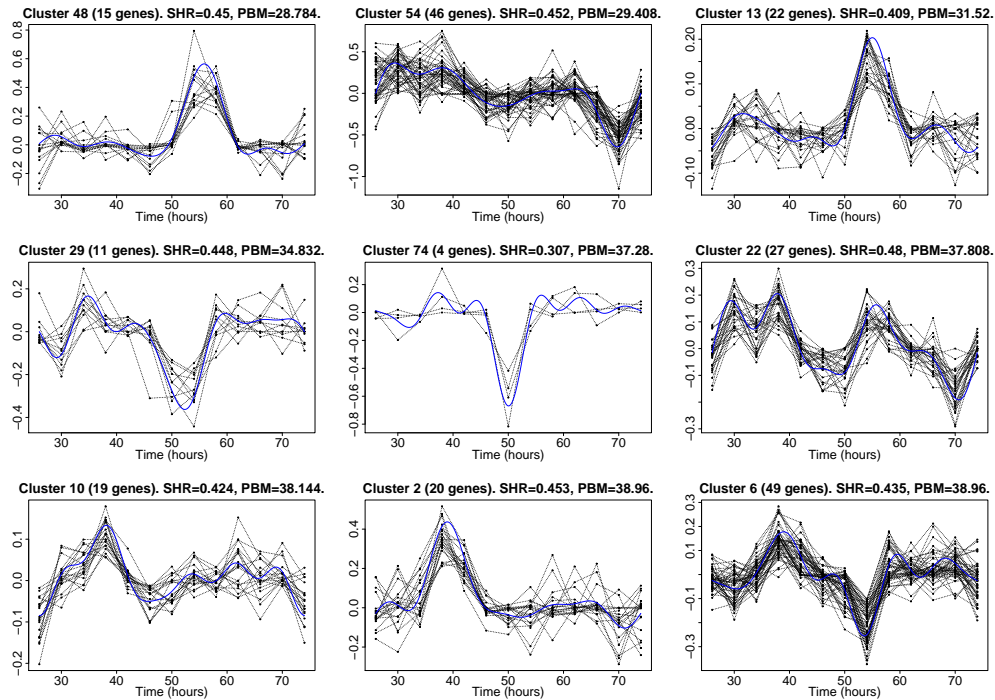 Cluster 48 (15 genes). SHR=0.45, PBM=28.784.
0.8
0.6
0.4
0.2
0.0
−0.2
30 40 50 60 70
Time (hours)
Cluster 54 (46 genes). SHR=0.452, PBM=29.408.
0.5
0.0
−0.5
−1.0
30 40 50 60 70
Time (hours)
Cluster 13 (22 genes). SHR=0.409, PBM=31.52.
0.20
0.10
0.00
−0.10
30 40 50 60 70
Time (hours)
Cluster 29 (11 genes). SHR=0.448, PBM=34.832.
0.2
0.0
−0.2
−0.4
30 40 50 60 70
Time (hours)
Cluster 74 (4 genes). SHR=0.307, PBM=37.28.
0.2
0.0
−0.2
−0.4
−0.6
−0.8
30 40 50 60 70
Time (hours)
Cluster 22 (27 genes). SHR=0.48, PBM=37.808.
0.3
0.2
0.1
0.0
−0.1
−0.3
30 40 50 60 70
Time (hours)
Cluster 10 (19 genes). SHR=0.424, PBM=38.144.
0.1
0.0
−0.1
−0.2
30 40 50 60 70
Time (hours)
Cluster 2 (20 genes). SHR=0.453, PBM=38.96.
0.4
0.2
0.0
−0.2
30 40 50 60 70
Time (hours)
Cluster 6 (49 genes). SHR=0.435, PBM=38.96.
0.3
0.2
0.1
−0.1
−0.3
30 40 50 60 70
Time (hours)